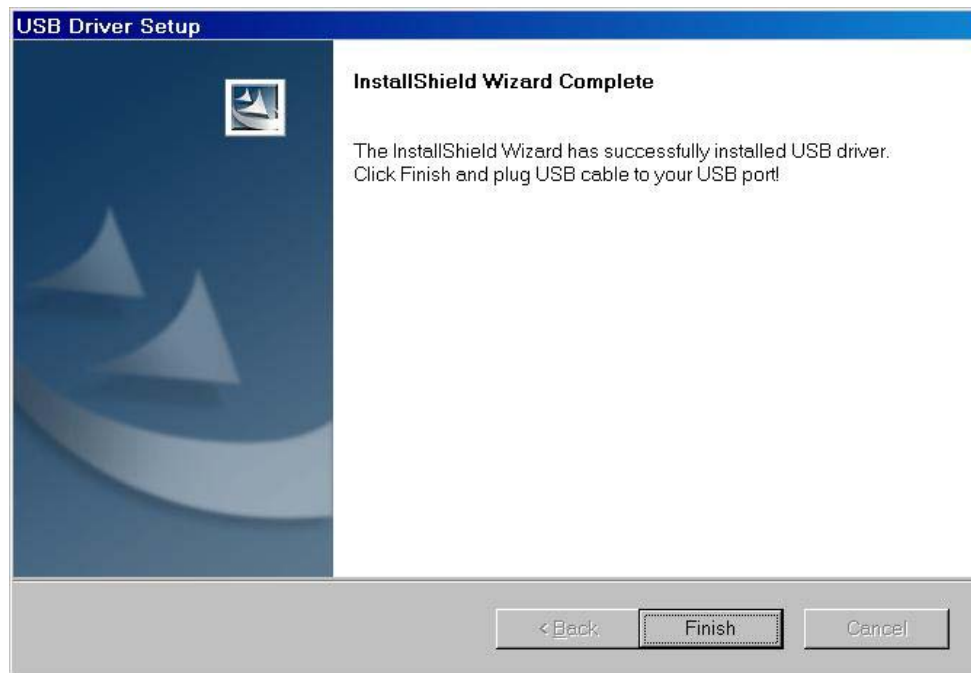 USB Driver Setup
InstallShield Wizard Complete
The InstallShield Wizard has successfully installed USB driver.
Click Finish and plug USB cable to your USB port!
< Back
Finish
Cancel